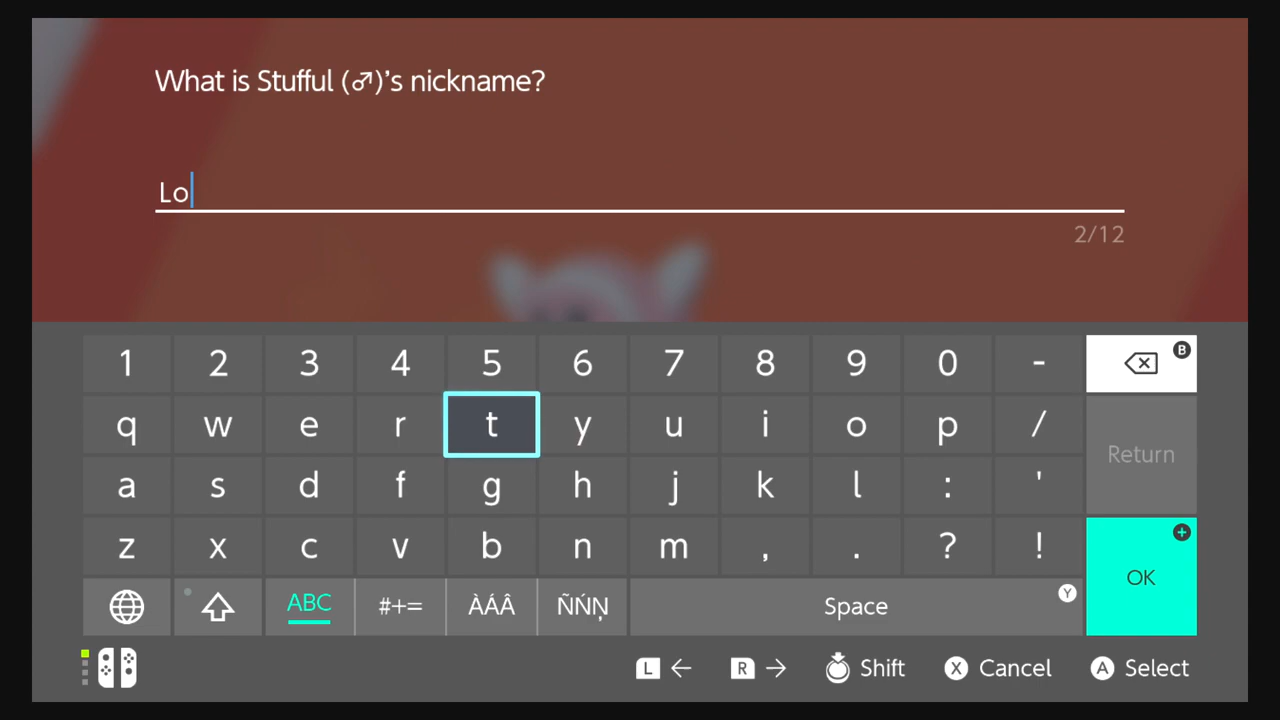 What is Stufful (♂)'s nickname?
Lo
2/12
1 2 3 4 5 6 7 8 9 0 - B
q w e r t y u i o p / Return
a s d f g h j k l : '
z x c v b n m , . ? ! + OK
ABC #+= ÀÁÂ ÑŃŅ Space Y
L ← R → Shift X Cancel A Select